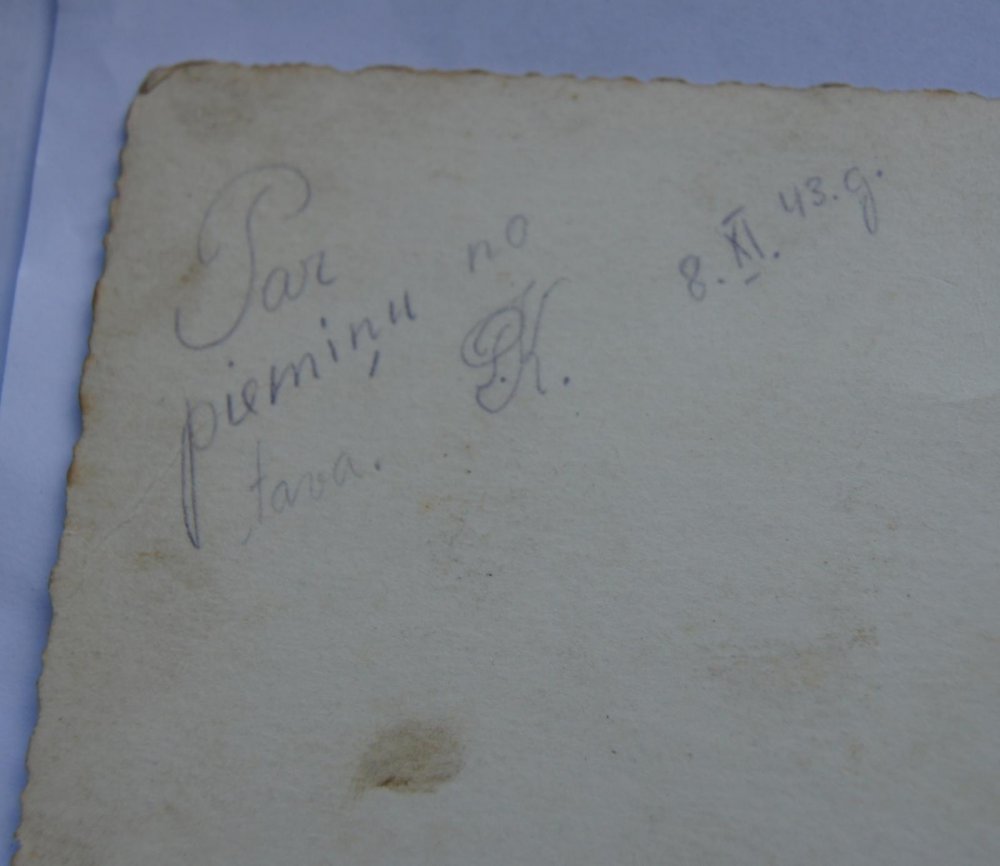 Par
piemiņu no
tava. P.K.
8. XI. 43. g.